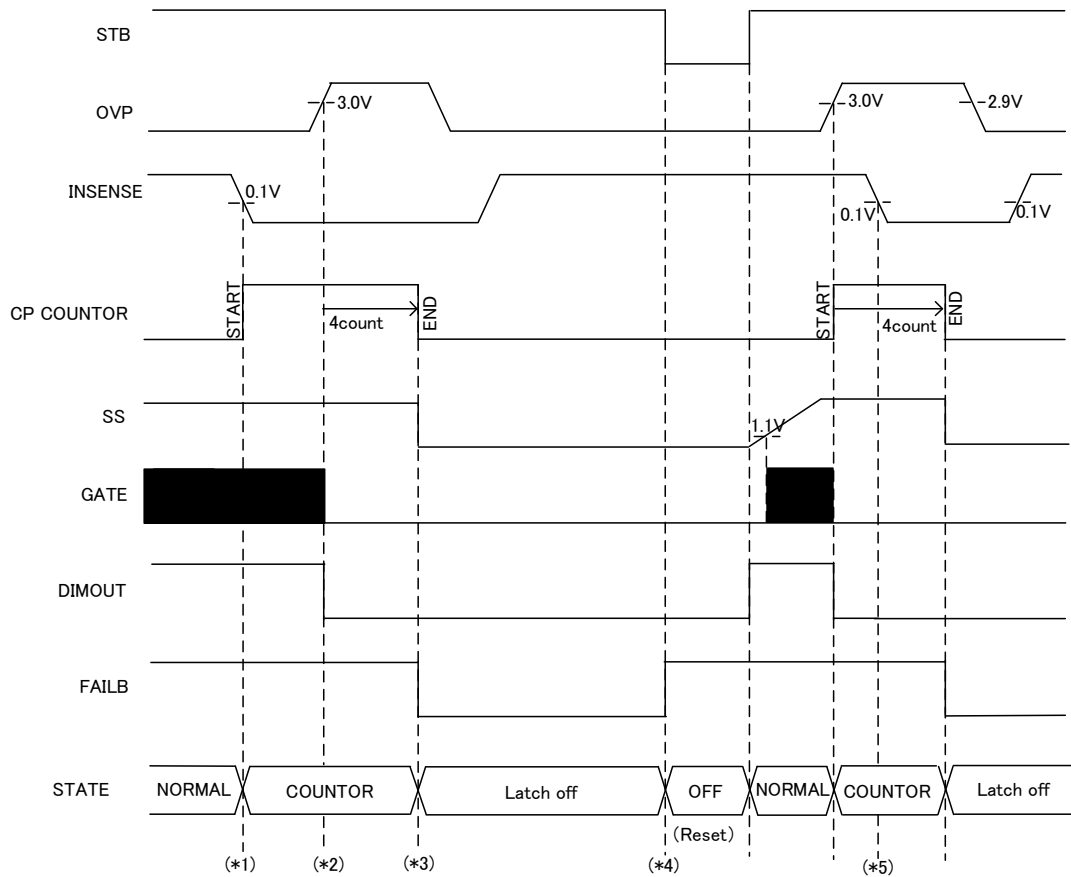 STB
OVP
3.0V
3.0V
2.9V
INSENSE
0.1V
0.1V
0.1V
CP COUNTOR
START
4count
END
START
4count
END
SS
1.1V
GATE
DIMOUT
FAILB
STATE
NORMAL
COUNTOR
Latch off
OFF
NORMAL
COUNTOR
Latch off
(Reset)
(*1)
(*2)
(*3)
(*4)
(*5)